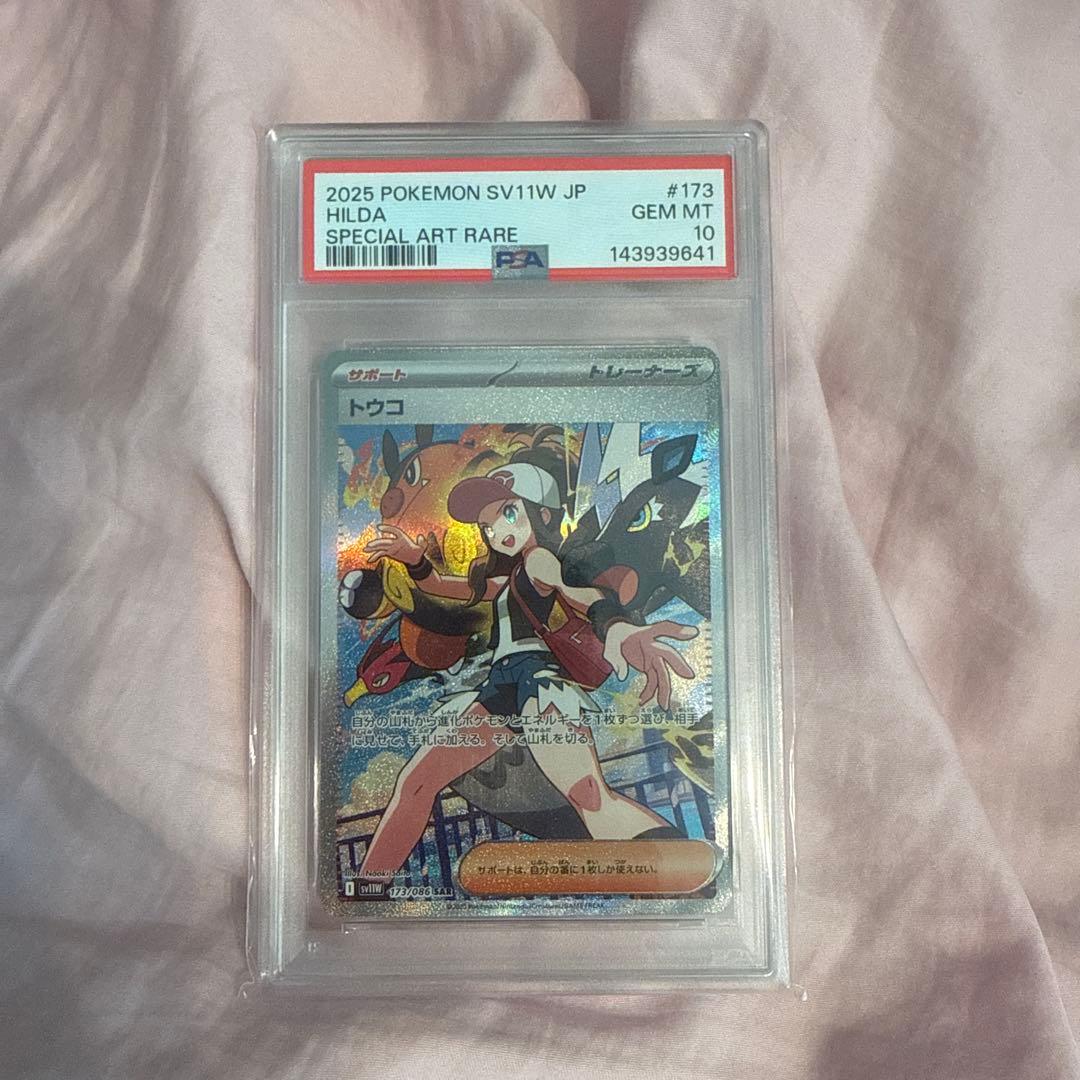 2025 POKEMON SV11W JP #173
HILDA GEM MT
SPECIAL ART RARE 10
PSA 143939641
サポート トレーナーズ
トウコ
自分の山札から進化ポケモンとエネルギーを1枚ずつ選び、相手
に見せて、手札に加える。そして山札を切る。
サポートは、自分の番に1枚しか使えない。
Illus. Naoki Saito
I sv11W 173/086 SAR